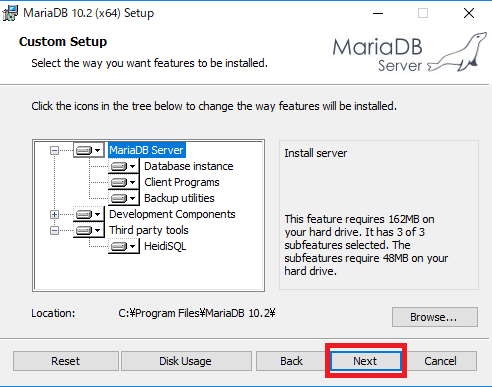 MariaDB 10.2 (x64) Setup
Custom Setup
Select the way you want features to be installed.
MariaDB
Server
Click the icons in the tree below to change the way features will be installed.
MariaDB Server
Database instance
Client Programs
Backup utilities
Development Components
Third party tools
HeidiSQL
Install server
This feature requires 162MB on
your hard drive. It has 3 of 3
subfeatures selected. The
subfeatures require 48MB on your
hard drive.
Location: C:¥Program Files¥MariaDB 10.2¥
Browse...
Reset Disk Usage Back Next Cancel